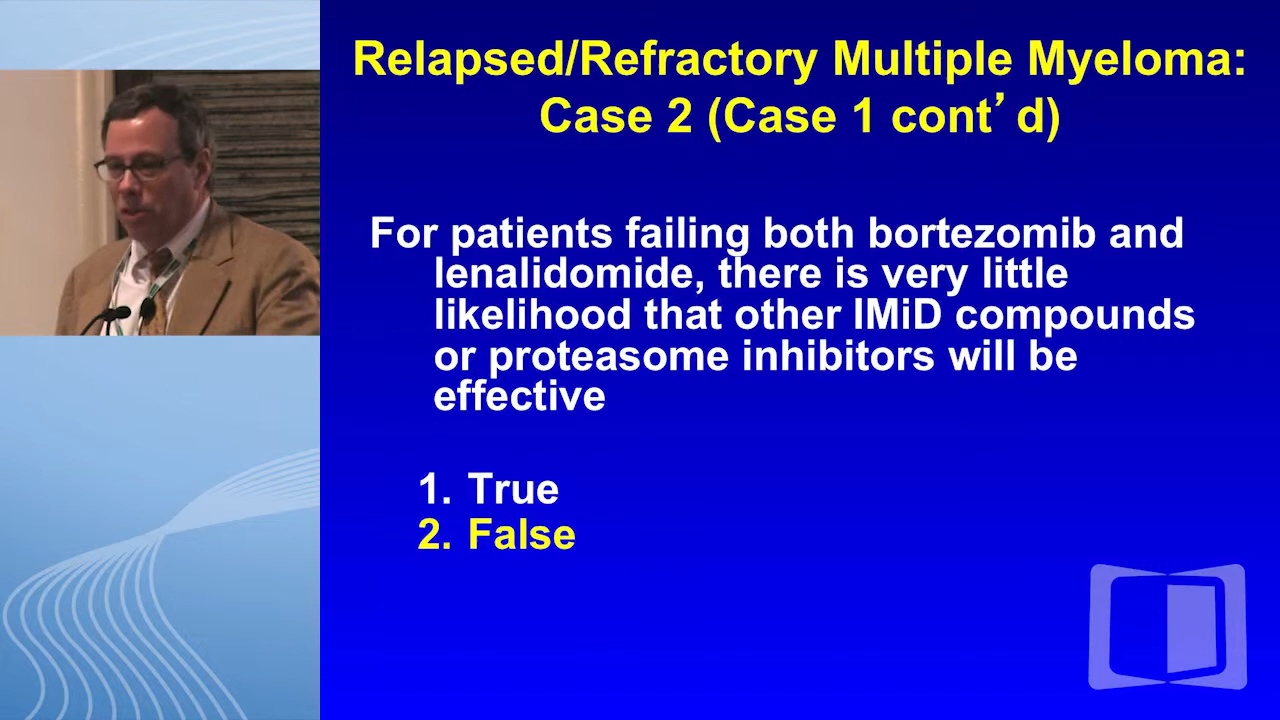 Relapsed/Refractory Multiple Myeloma:
Case 2 (Case 1 cont’ d)
For patients failing both bortezomib and
lenalidomide, there is very little
likelihood that other IMiD compounds
or proteasome inhibitors will be
effective
1. True
2. False